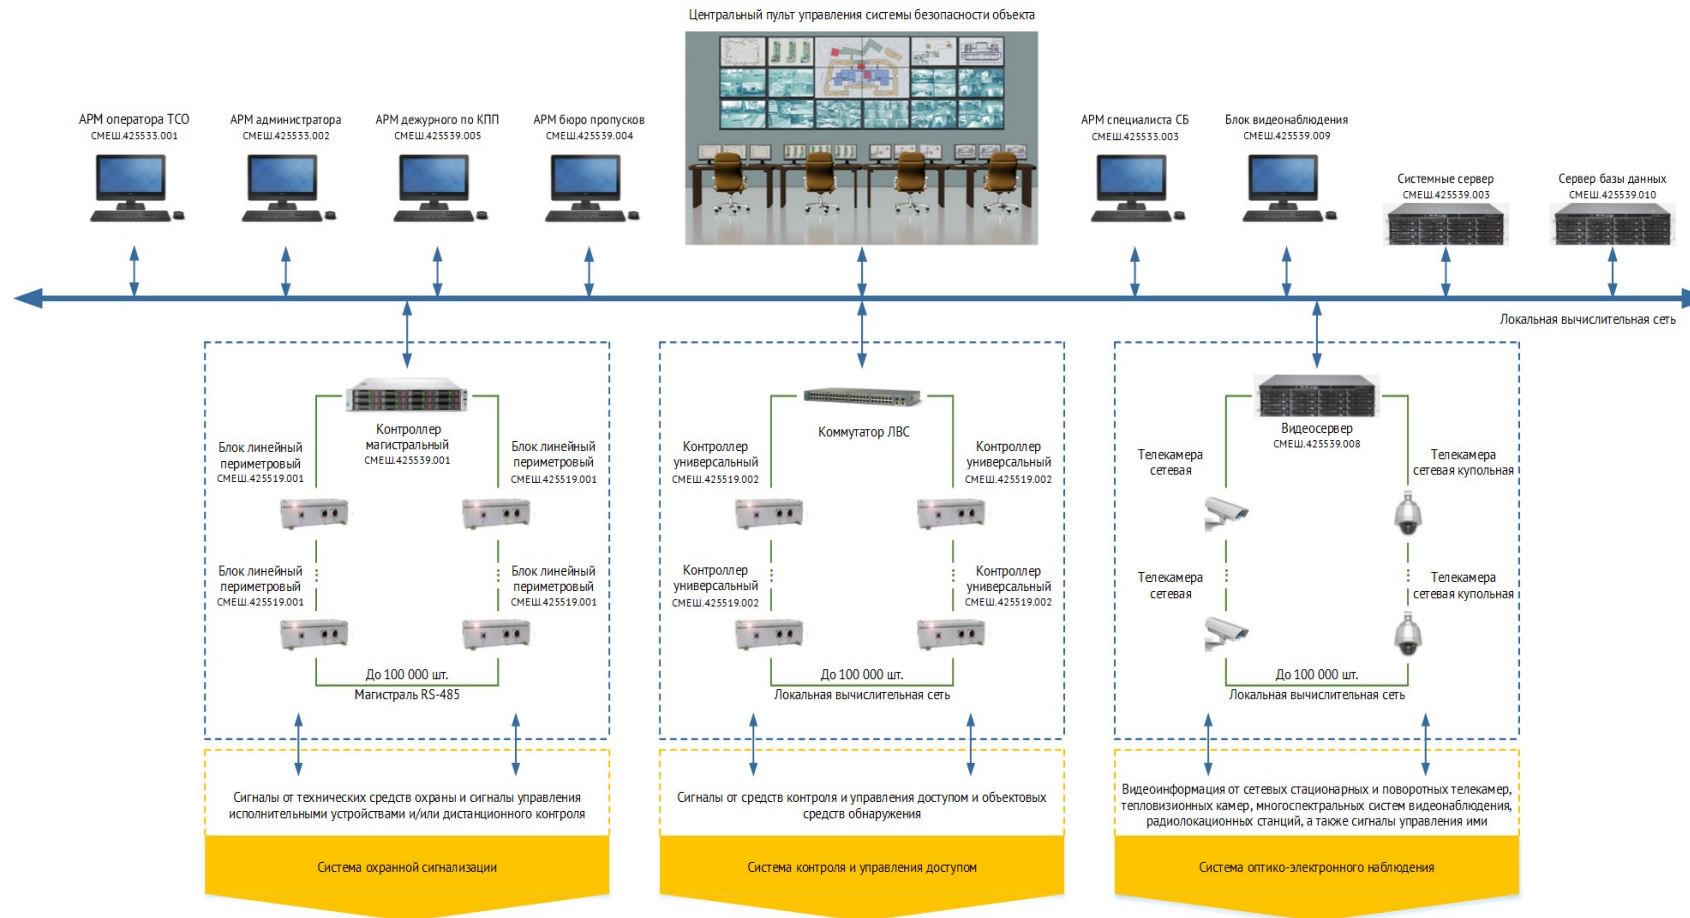 Центральный пульт управления системы безопасности объекта
АРМ оператора ТСО
СМЕШ.425533.001
АРМ администратора
СМЕШ.425533.002
АРМ дежурного по КПП
СМЕШ.425539.005
АРМ бюро пропусков
СМЕШ.425539.004
АРМ специалиста СБ
СМЕШ.425533.003
Блок видеонаблюдения
СМЕШ.425539.009
Системные сервер
СМЕШ.425539.003
Сервер базы данных
СМЕШ.425539.010
Локальная вычислительная сеть
Контроллер
магистральный
СМЕШ.425539.001
Блок линейный
периметровый
СМЕШ.425519.001
Блок линейный
периметровый
СМЕШ.425519.001
Блок линейный
периметровый
СМЕШ.425519.001
Блок линейный
периметровый
СМЕШ.425519.001
До 100 000 шт.
Магистраль RS-485
Коммутатор ЛВС
Контроллер
универсальный
СМЕШ.425519.002
Контроллер
универсальный
СМЕШ.425519.002
Контроллер
универсальный
СМЕШ.425519.002
Контроллер
универсальный
СМЕШ.425519.002
До 100 000 шт.
Локальная вычислительная сеть
Видеосервер
СМЕШ.425539.008
Телекамера
сетевая
Телекамера
сетевая купольная
Телекамера
сетевая
Телекамера
сетевая купольная
До 100 000 шт.
Локальная вычислительная сеть
Сигналы от технических средств охраны и сигналы управления
исполнительными устройствами и/или дистанционного контроля
Сигналы от средств контроля и управления доступом и объектовых
средств обнаружения
Видеоинформация от сетевых стационарных и поворотных телекамер,
тепловизионных камер, многоспектральных систем видеонаблюдения,
радиолокационных станций, а также сигналы управления ими
Система охранной сигнализации
Система контроля и управления доступом
Система оптико-электронного наблюдения